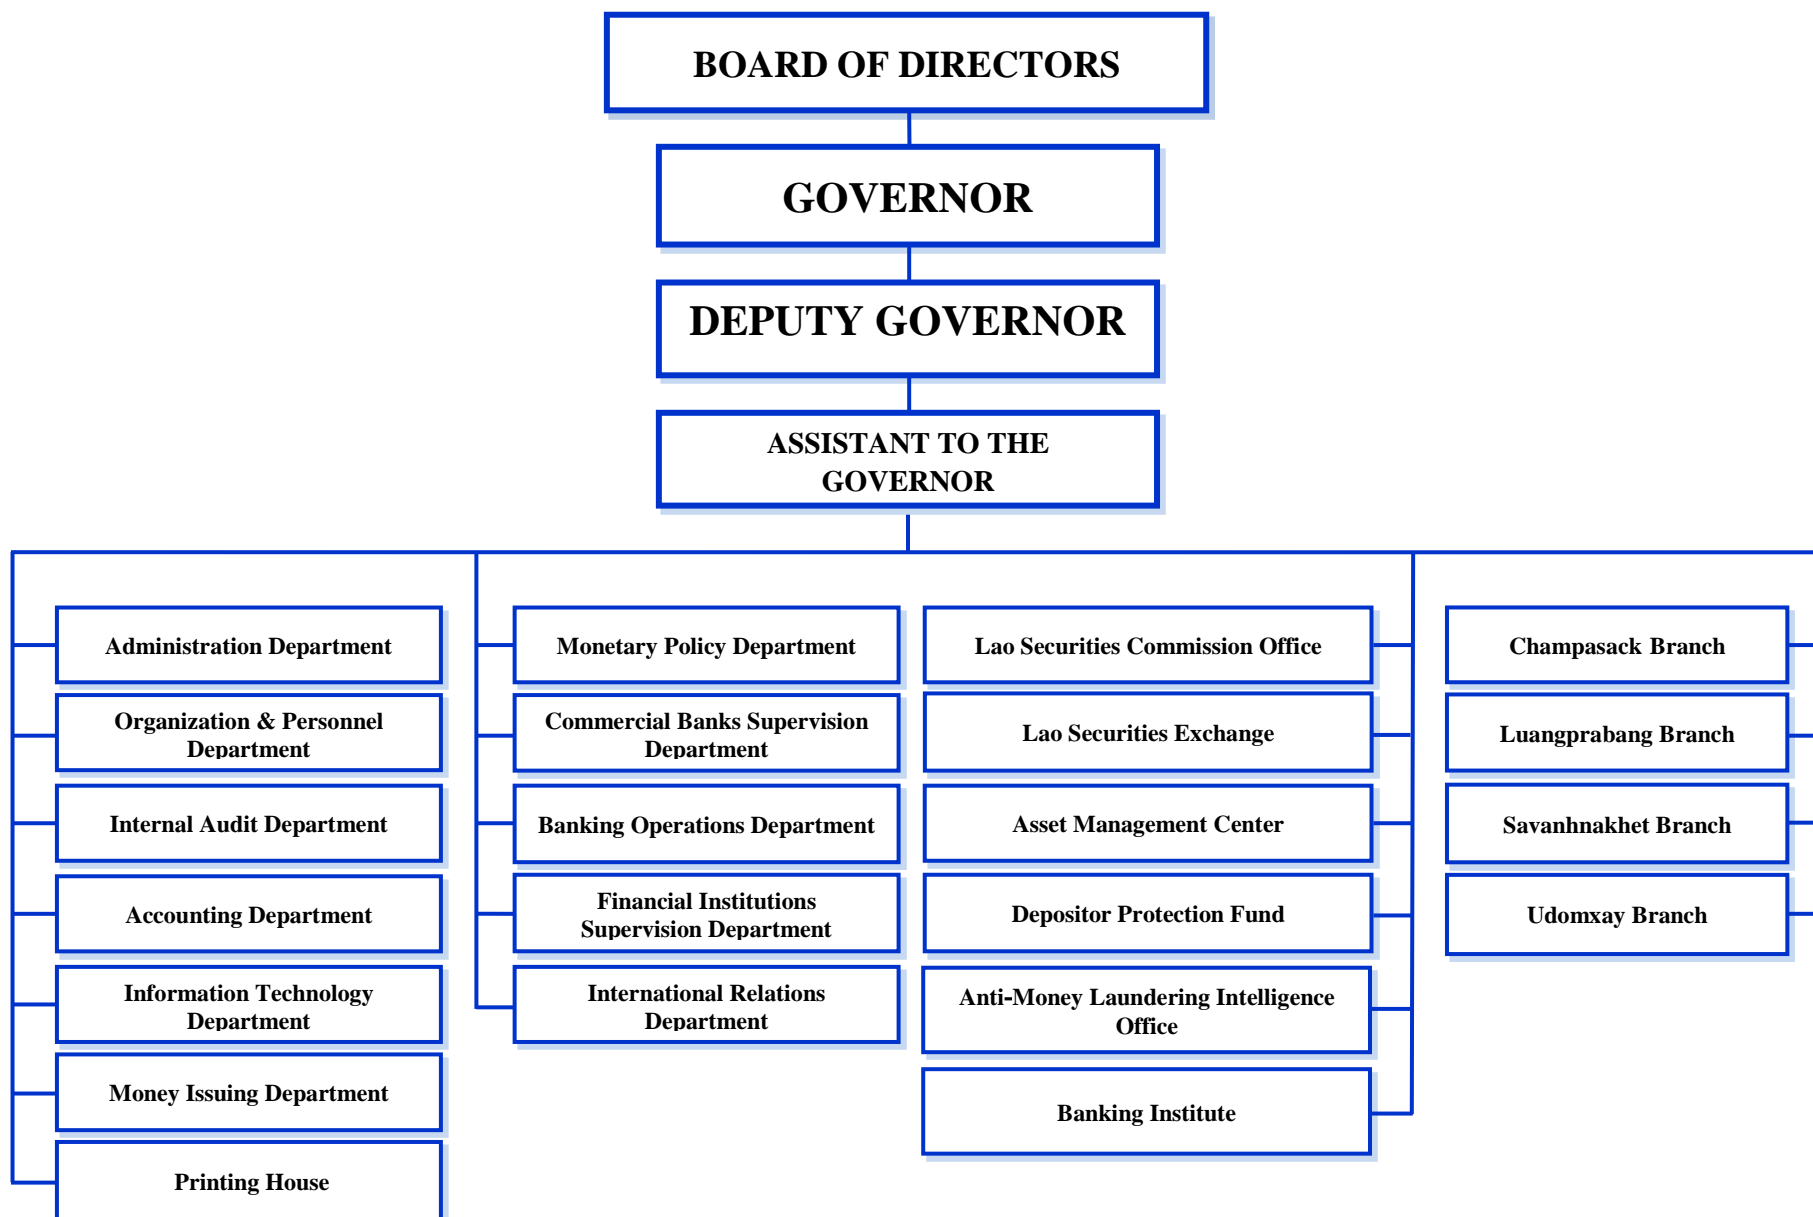 BOARD OF DIRECTORS
GOVERNOR
DEPUTY GOVERNOR
ASSISTANT TO THE
GOVERNOR
Administration Department
Organization & Personnel
Department
Internal Audit Department
Accounting Department
Information Technology
Department
Money Issuing Department
Printing House
Monetary Policy Department
Commercial Banks Supervision
Department
Banking Operations Department
Financial Institutions
Supervision Department
International Relations
Department
Lao Securities Commission Office
Lao Securities Exchange
Asset Management Center
Depositor Protection Fund
Anti-Money Laundering Intelligence
Office
Banking Institute
Champasack Branch
Luangprabang Branch
Savanhnakhet Branch
Udomxay Branch